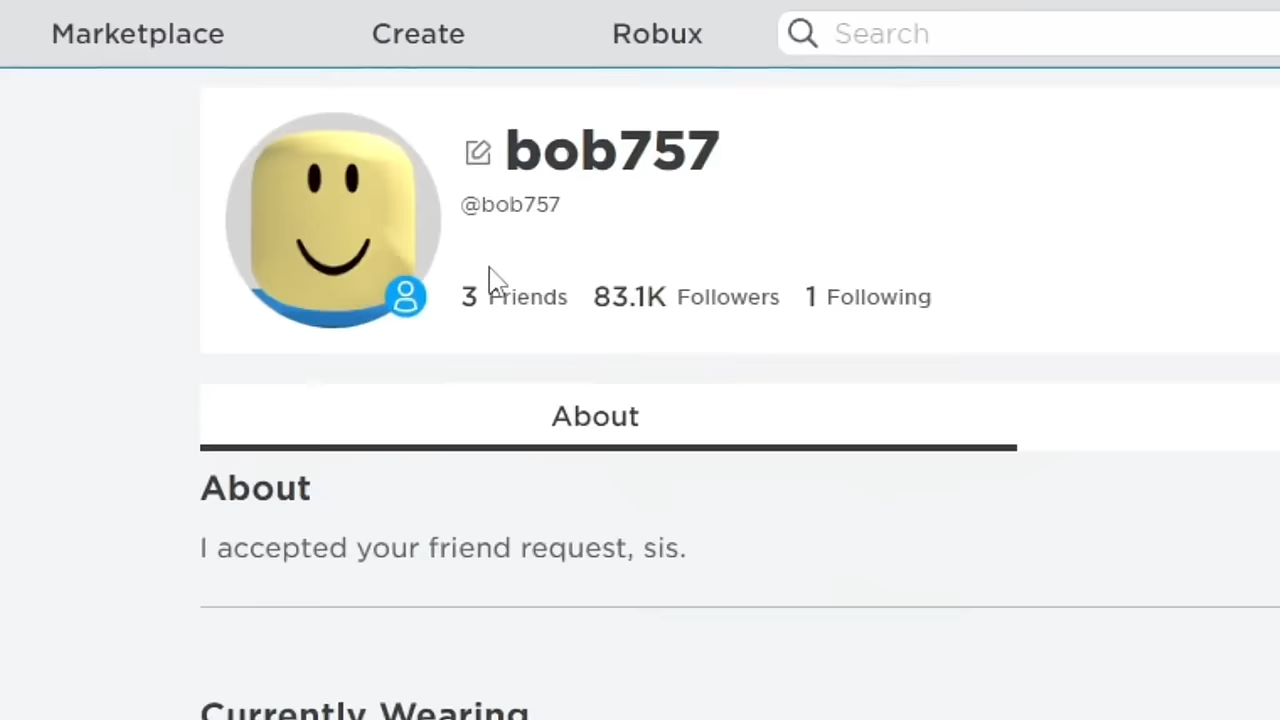 Marketplace Create Robux Search
bob757
@bob757
3 Friends 83.1K Followers 1 Following
About
About
I accepted your friend request, sis.
Currently Wearing